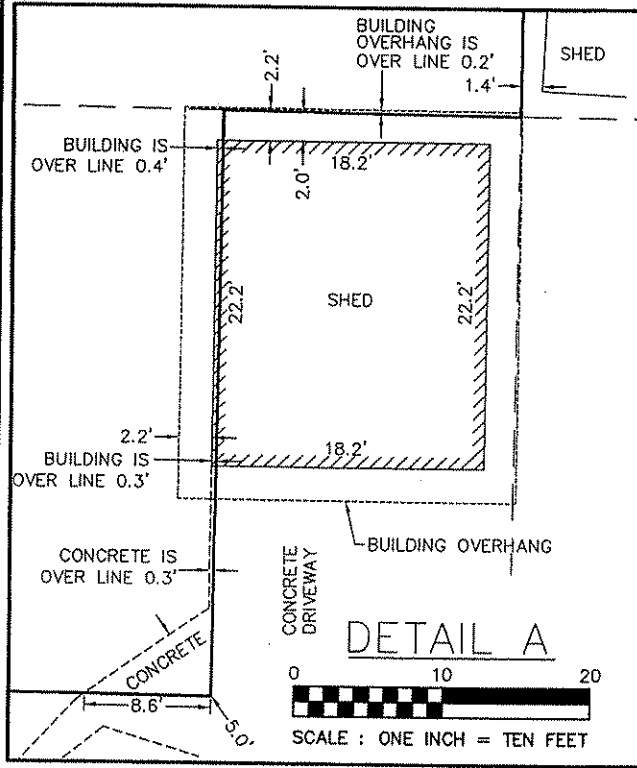 BUILDING
OVERHANG IS
OVER LINE 0.2'
SHED
2.2'
1.4'
BUILDING IS
OVER LINE 0.4'
18.2'
2.0'
SHED
22.2'
22.2'
2.2'
18.2'
BUILDING IS
OVER LINE 0.3'
BUILDING OVERHANG
CONCRETE IS
OVER LINE 0.3'
CONCRETE
DRIVEWAY
DETAIL A
CONCRETE
8.6'
5.0'
0 10 20
SCALE : ONE INCH = TEN FEET